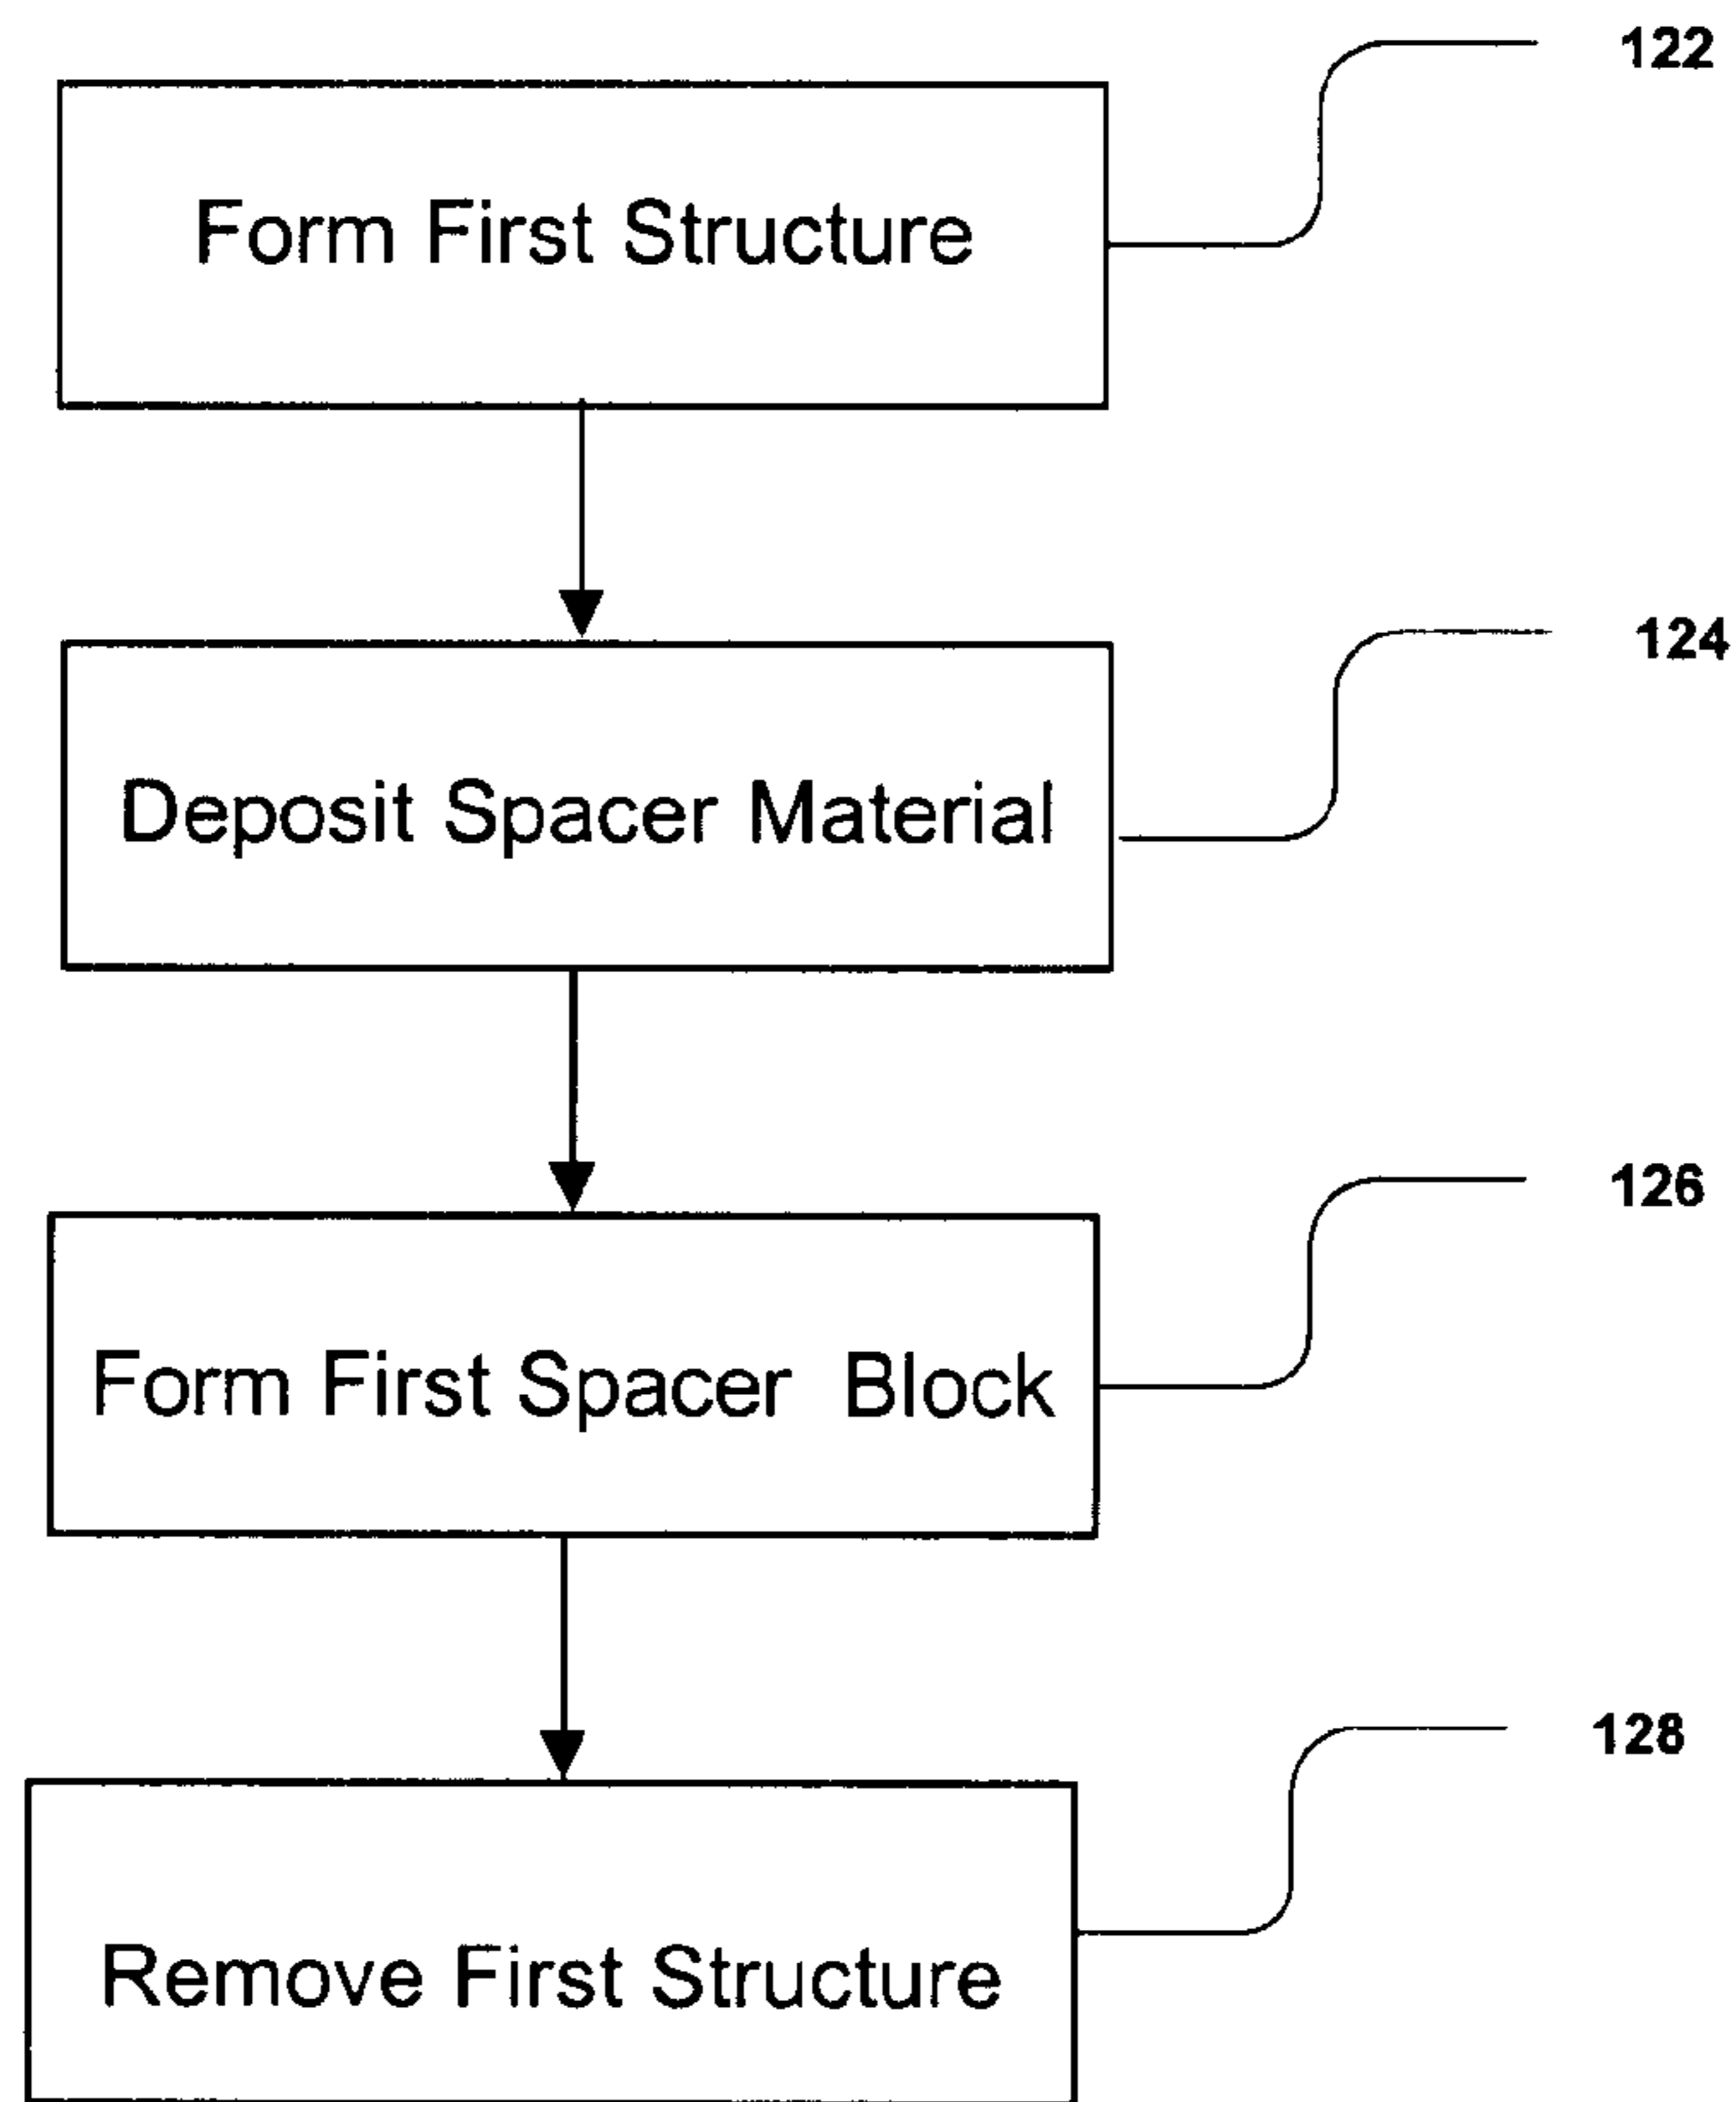 122
Form First Structure
124
Deposit Spacer Material
126
Form First Spacer Block
128
Remove First Structure